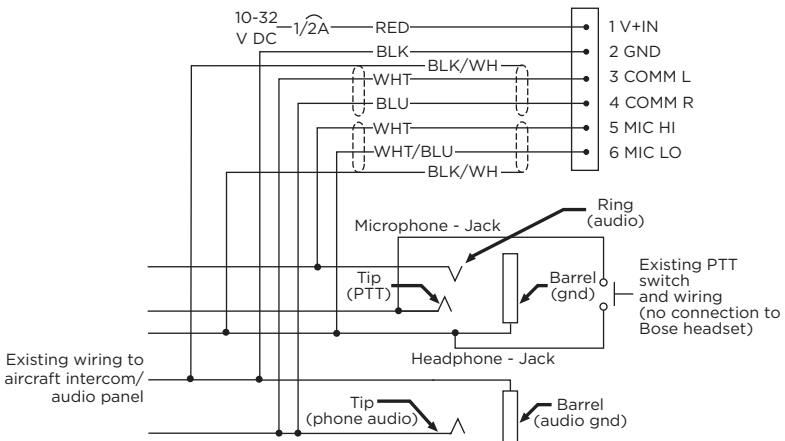 10-32
V DC
1/2A
RED
1 V+IN
BLK
2 GND
BLK/WH
WHT
3 COMM L
BLU
4 COMM R
WHT
5 MIC HI
WHT/BLU
6 MIC LO
BLK/WH
Ring
(audio)
Microphone - Jack
Tip
(PTT)
Barrel
(gnd)
Existing PTT
switch
and wiring
(no connection to
Bose headset)
Headphone - Jack
Existing wiring to
aircraft intercom/
audio panel
Tip
(phone audio)
Barrel
(audio gnd)